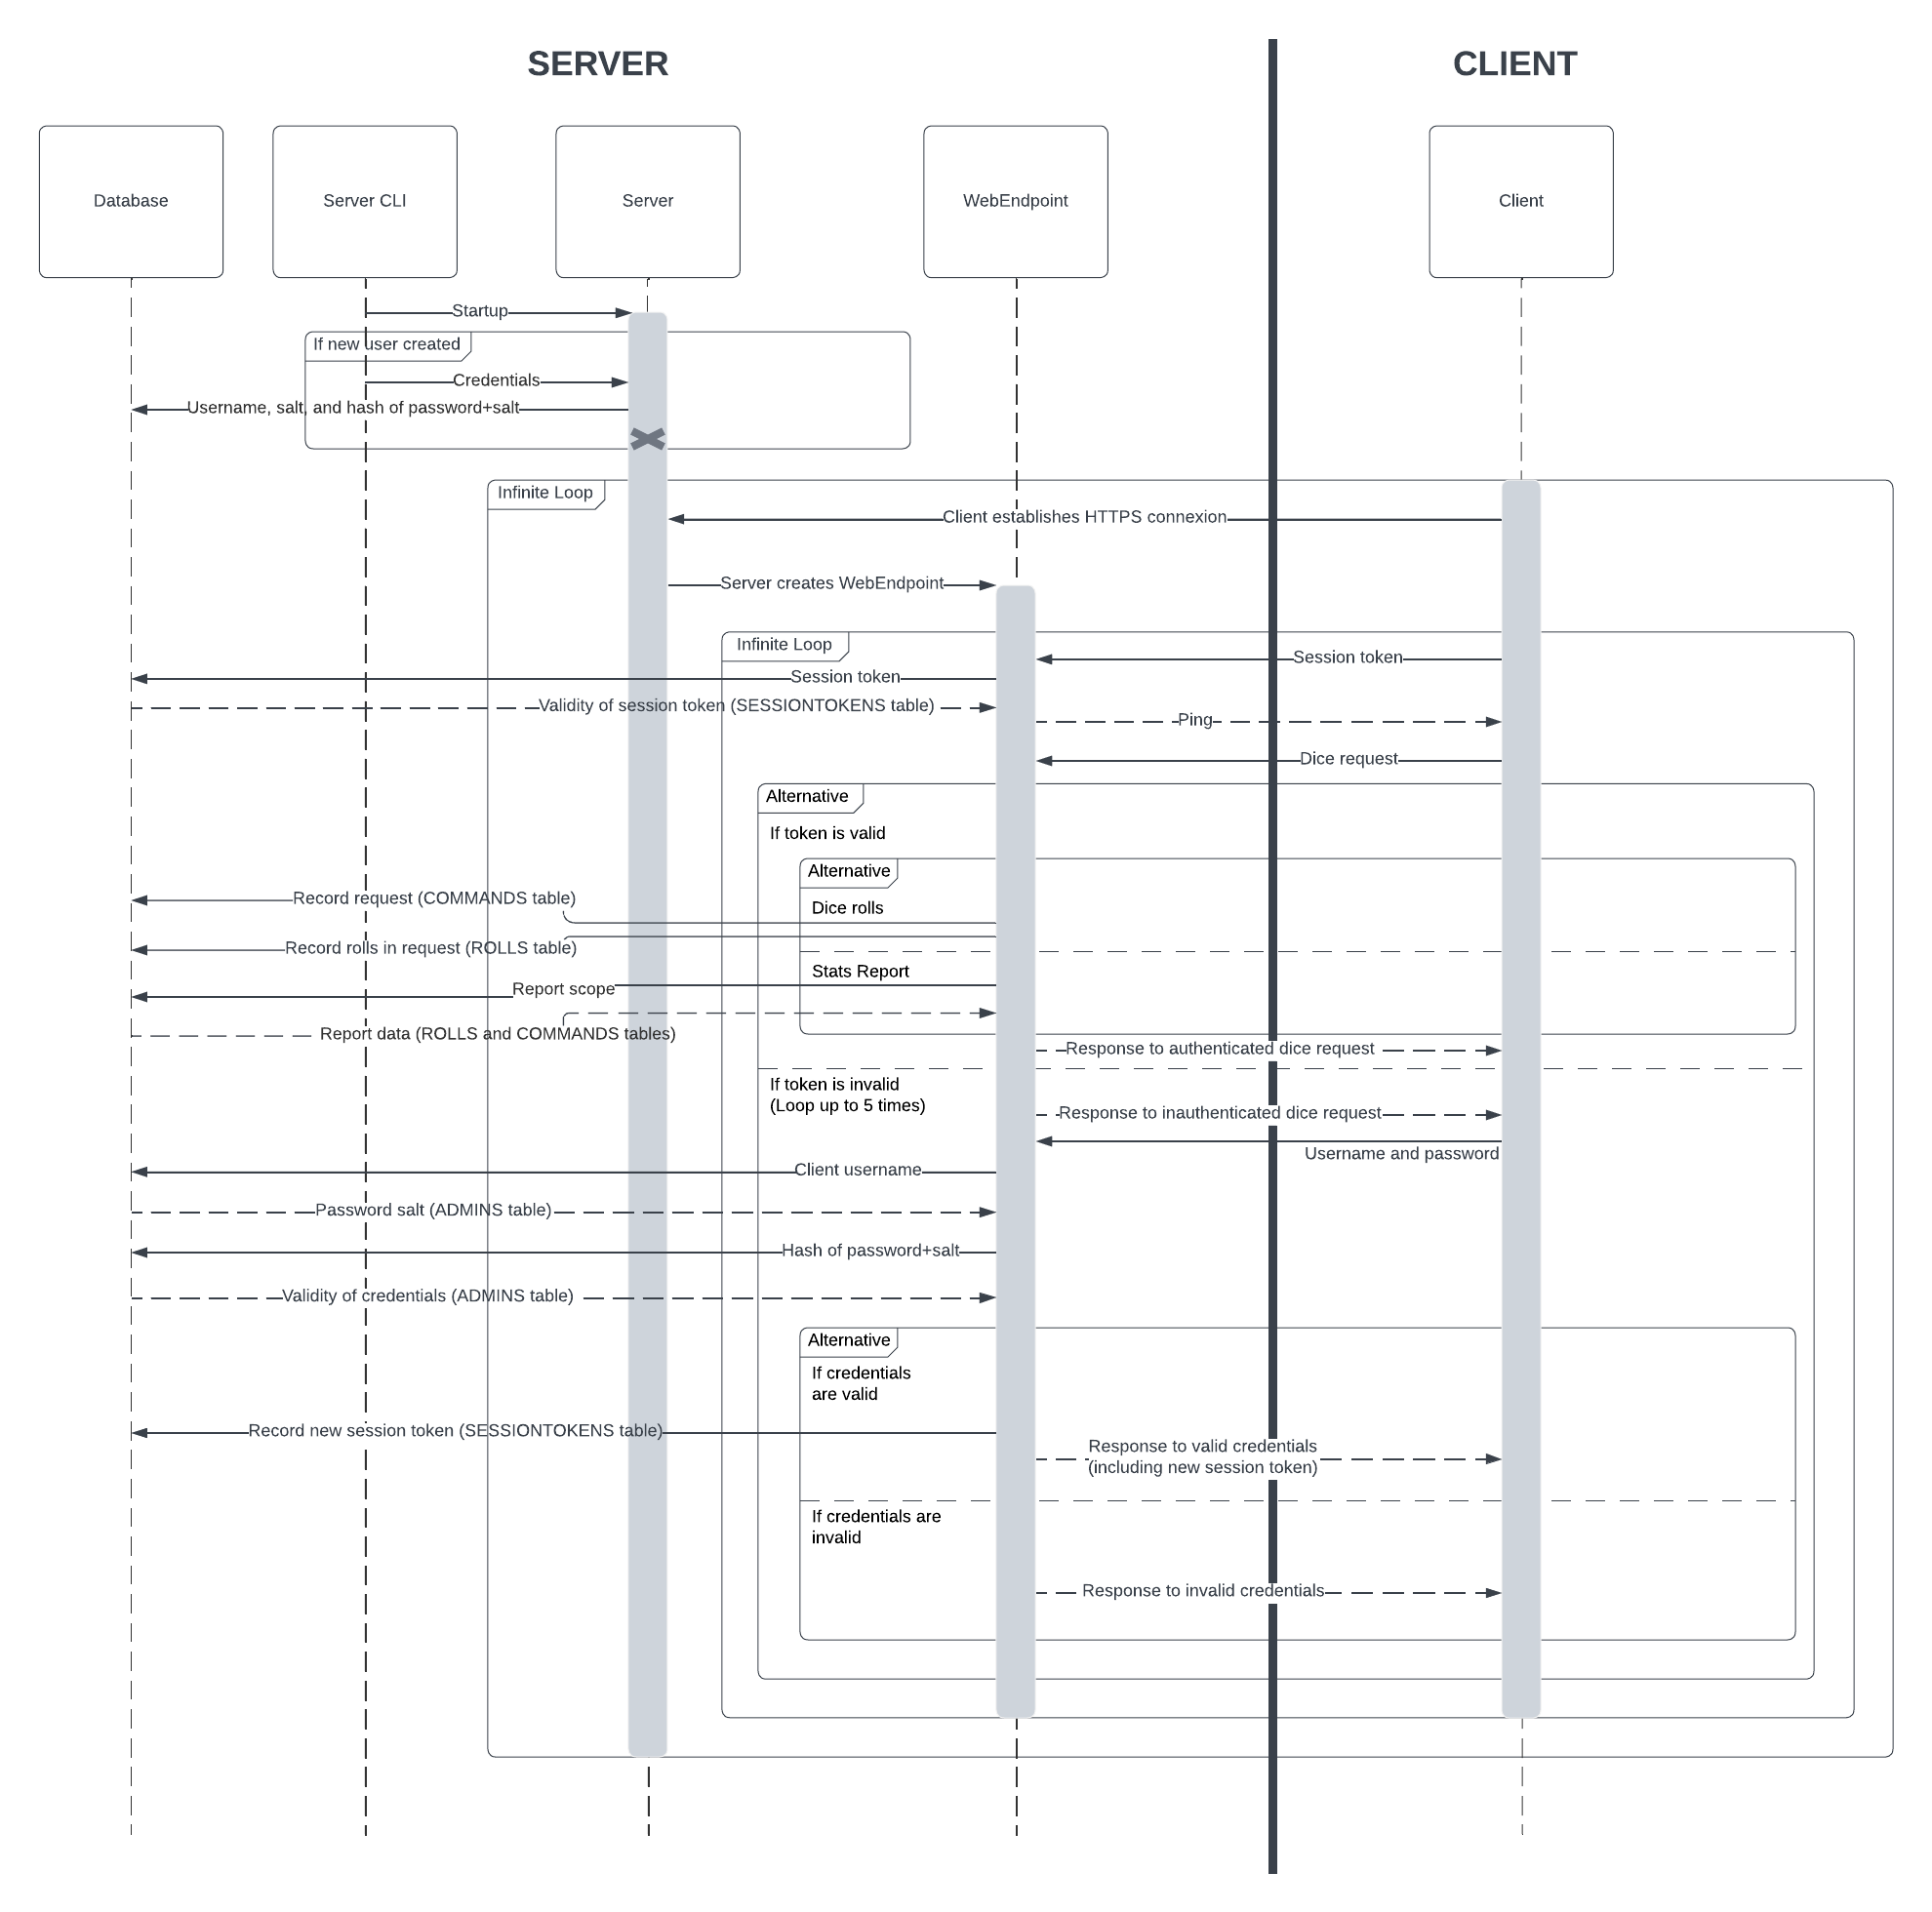 SERVER
CLIENT
Database
Server CLI
Server
WebEndpoint
Client
Startup
If new user created
Credentials
Username, salt, and hash of password+salt
Infinite Loop
Client establishes HTTPS connexion
Server creates WebEndpoint
Infinite Loop
Session token
Session token
Validity of session token (SESSIONTOKENS table)
Ping
Dice request
Alternative
If token is valid
Alternative
Record request (COMMANDS table)
Dice rolls
Record rolls in request (ROLLS table)
Stats Report
Report scope
Report data (ROLLS and COMMANDS tables)
Response to authenticated dice request
If token is invalid
(Loop up to 5 times)
Response to inauthenticated dice request
Username and password
Client username
Password salt (ADMINS table)
Hash of password+salt
Validity of credentials (ADMINS table)
Alternative
If credentials
are valid
Record new session token (SESSIONTOKENS table)
Response to valid credentials
(including new session token)
If credentials are
invalid
Response to invalid credentials